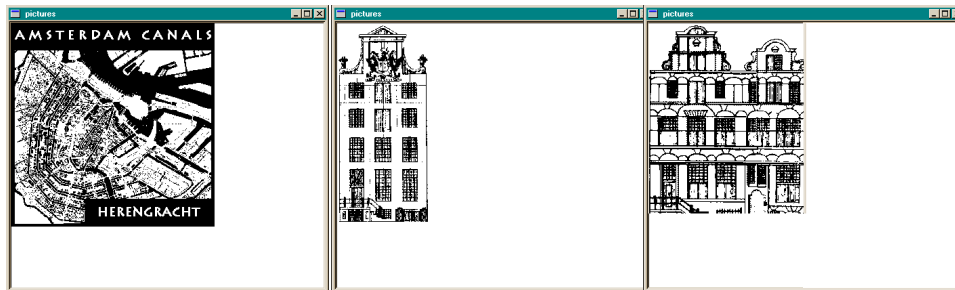 pictures
pictures
pictures
AMSTERDAM CANALS
HERENGRACHT